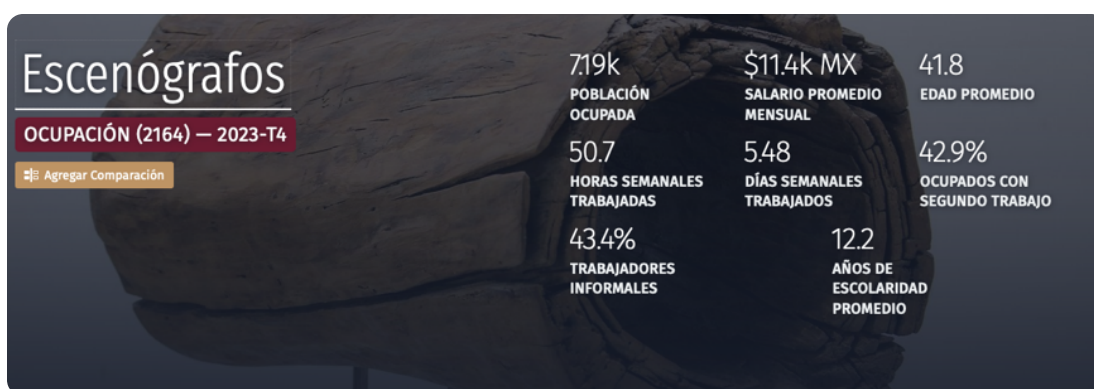 Escenógrafos
OCUPACIÓN (2164) — 2023-T4
Agregar Comparación
7.19k
POBLACIÓN
OCUPADA
$11.4k MX
SALARIO PROMEDIO
MENSUAL
41.8
EDAD PROMEDIO
50.7
HORAS SEMANALES
TRABAJADAS
5.48
DÍAS SEMANALES
TRABAJADOS
42.9%
OCUPADOS CON
SEGUNDO TRABAJO
43.4%
TRABAJADORES
INFORMALES
12.2
AÑOS DE
ESCOLARIDAD
PROMEDIO